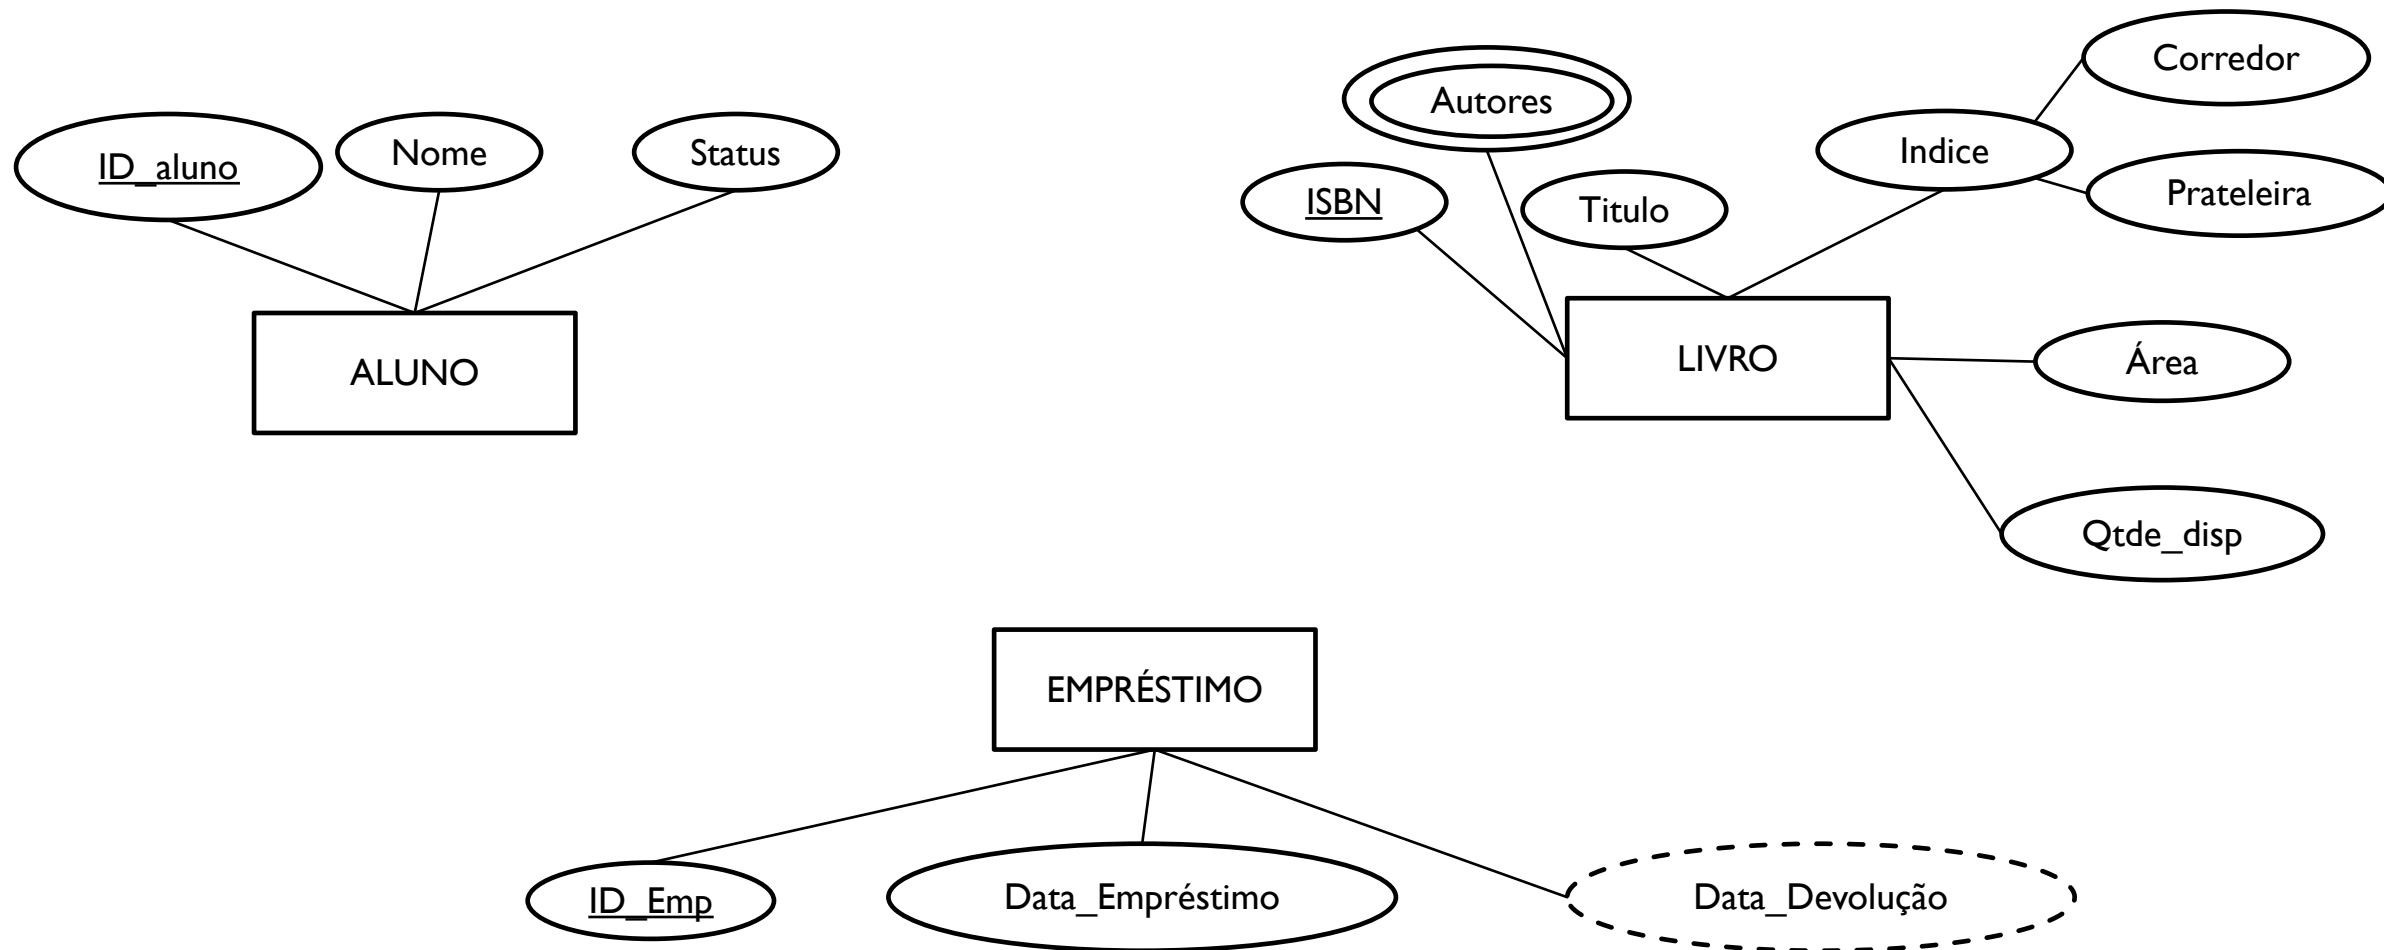 Corredor
Autores
Indice
Nome
Status
ID_aluno
Prateleira
ISBN
Titulo
LIVRO
Área
ALUNO
Qtde_disp
EMPRÉSTIMO
ID_Emp
Data_Empréstimo
Data_Devolução